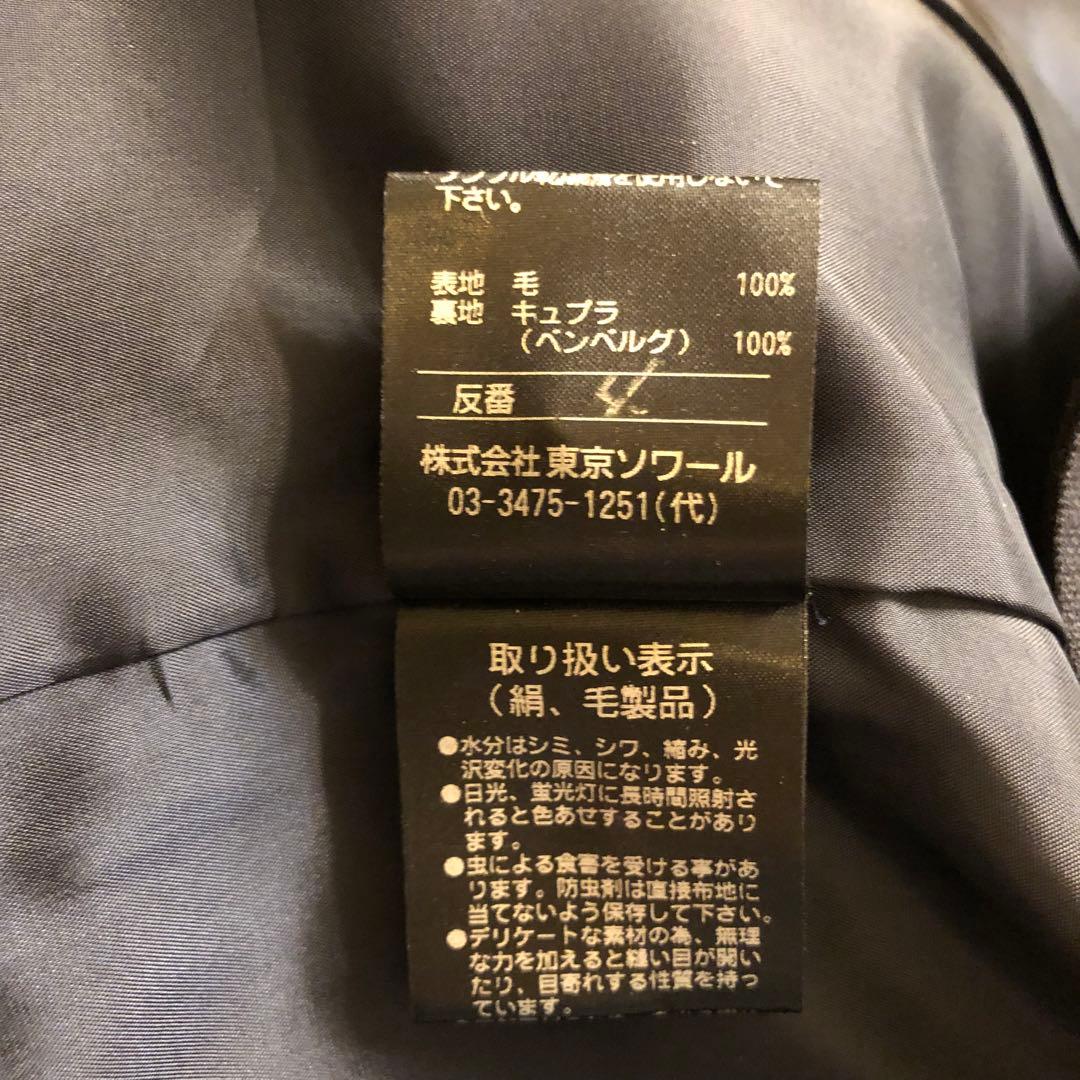 を使用しないで
下さい。
表地 毛 100%
裏地 キュプラ
(ベンベルグ) 100%
反番
株式会社東京ソワール
03-3475-1251(代)
取り扱い表示
(絹、毛製品)
●水分はシミ、シワ、縮み、光
沢変化の原因になります。
●日光、蛍光灯に長時間照射さ
れると色あせすることがあり
ます。
●虫による食害を受ける事があ
ります。防虫剤は直接布地に
当てないよう保存して下さい。
●デリケートな素材の為、無理
な力を加えると縫い目が開い
たり、目寄れする性質を持っ
ています。